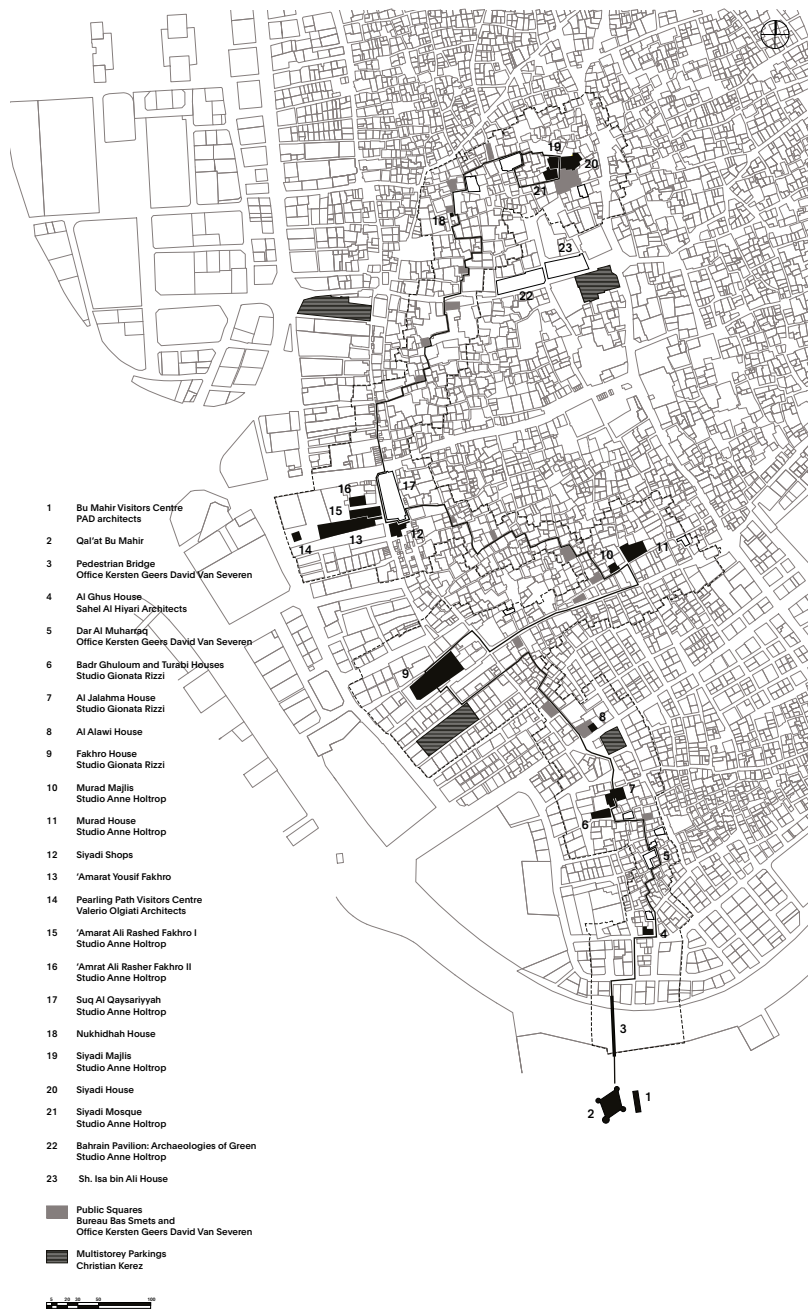 19
20
21
18
23
22
17
16
15
14
13
12
10
11
9
8
7
6
5
4
3
2
1
1 Bu Mahir Visitors Centre
PAD architects
2 Qal'at Bu Mahir
3 Pedestrian Bridge
Office Kersten Geers David Van Severen
4 Al Ghus House
Sahel Al Hiyari Architects
5 Dar Al Muharraq
Office Kersten Geers David Van Severen
6 Badr Ghuloum and Turabi Houses
Studio Gionata Rizzi
7 Al Jalahma House
Studio Gionata Rizzi
8 Al Alawi House
9 Fakhro House
Studio Gionata Rizzi
10 Murad Majlis
Studio Anne Holtrop
11 Murad House
Studio Anne Holtrop
12 Siyadi Shops
13 'Amarat Yousif Fakhro
14 Pearling Path Visitors Centre
Valerio Olgiati Architects
15 'Amarat Ali Rashed Fakhro I
Studio Anne Holtrop
16 'Amrat Ali Rasher Fakhro II
Studio Anne Holtrop
17 Suq Al Qaysariyyah
Studio Anne Holtrop
18 Nukhidhah House
19 Siyadi Majlis
Studio Anne Holtrop
20 Siyadi House
21 Siyadi Mosque
Studio Anne Holtrop
22 Bahrain Pavilion: Archaeologies of Green
Studio Anne Holtrop
23 Sh. Isa bin Ali House
Public Squares
Bureau Bas Smets and
Office Kersten Geers David Van Severen
Multistorey Parkings
Christian Kerez
5 20 30 50 100